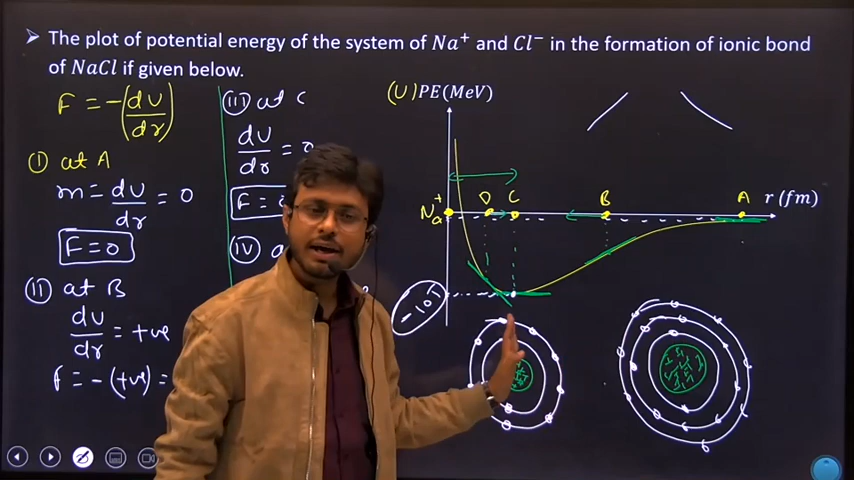 The plot of potential energy of the system of Na⁺ and Cl⁻ in the formation of ionic bond
of NaCl if given below.
F = -(dU/dr)
(I) at A
m = dU/dr = 0
F = 0
(II) at B
dU/dr = +ve
F = -(+ve) =
(III) at C
dU/dr = 0
F =
(IV)
(U) PE(MeV)
D C B A r (fm)
Na⁺